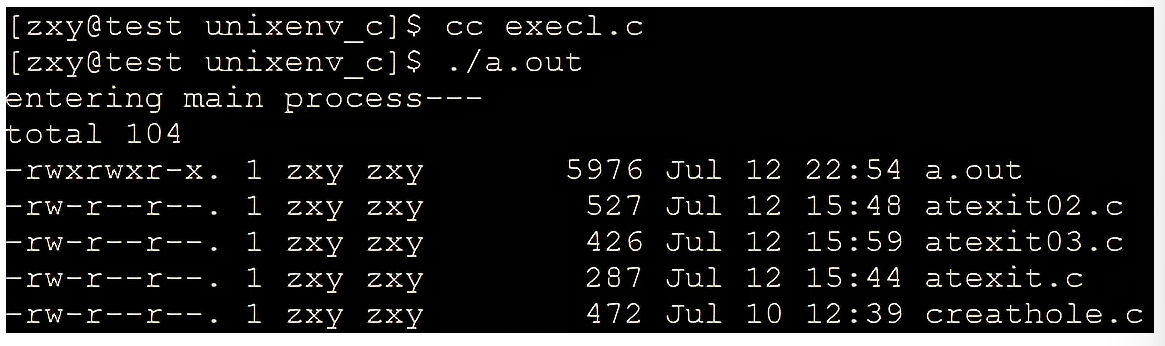 [zxy@test unixenv_c]$ cc execl.c
[zxy@test unixenv_c]$ ./a.out
entering main process---
total 104
-rwxrwxr-x. 1 zxy zxy       5976 Jul 12 22:54 a.out
-rw-r--r--. 1 zxy zxy        527 Jul 12 15:48 atexit02.c
-rw-r--r--. 1 zxy zxy        426 Jul 12 15:59 atexit03.c
-rw-r--r--. 1 zxy zxy        287 Jul 12 15:44 atexit.c
-rw-r--r--. 1 zxy zxy        472 Jul 10 12:39 creathole.c